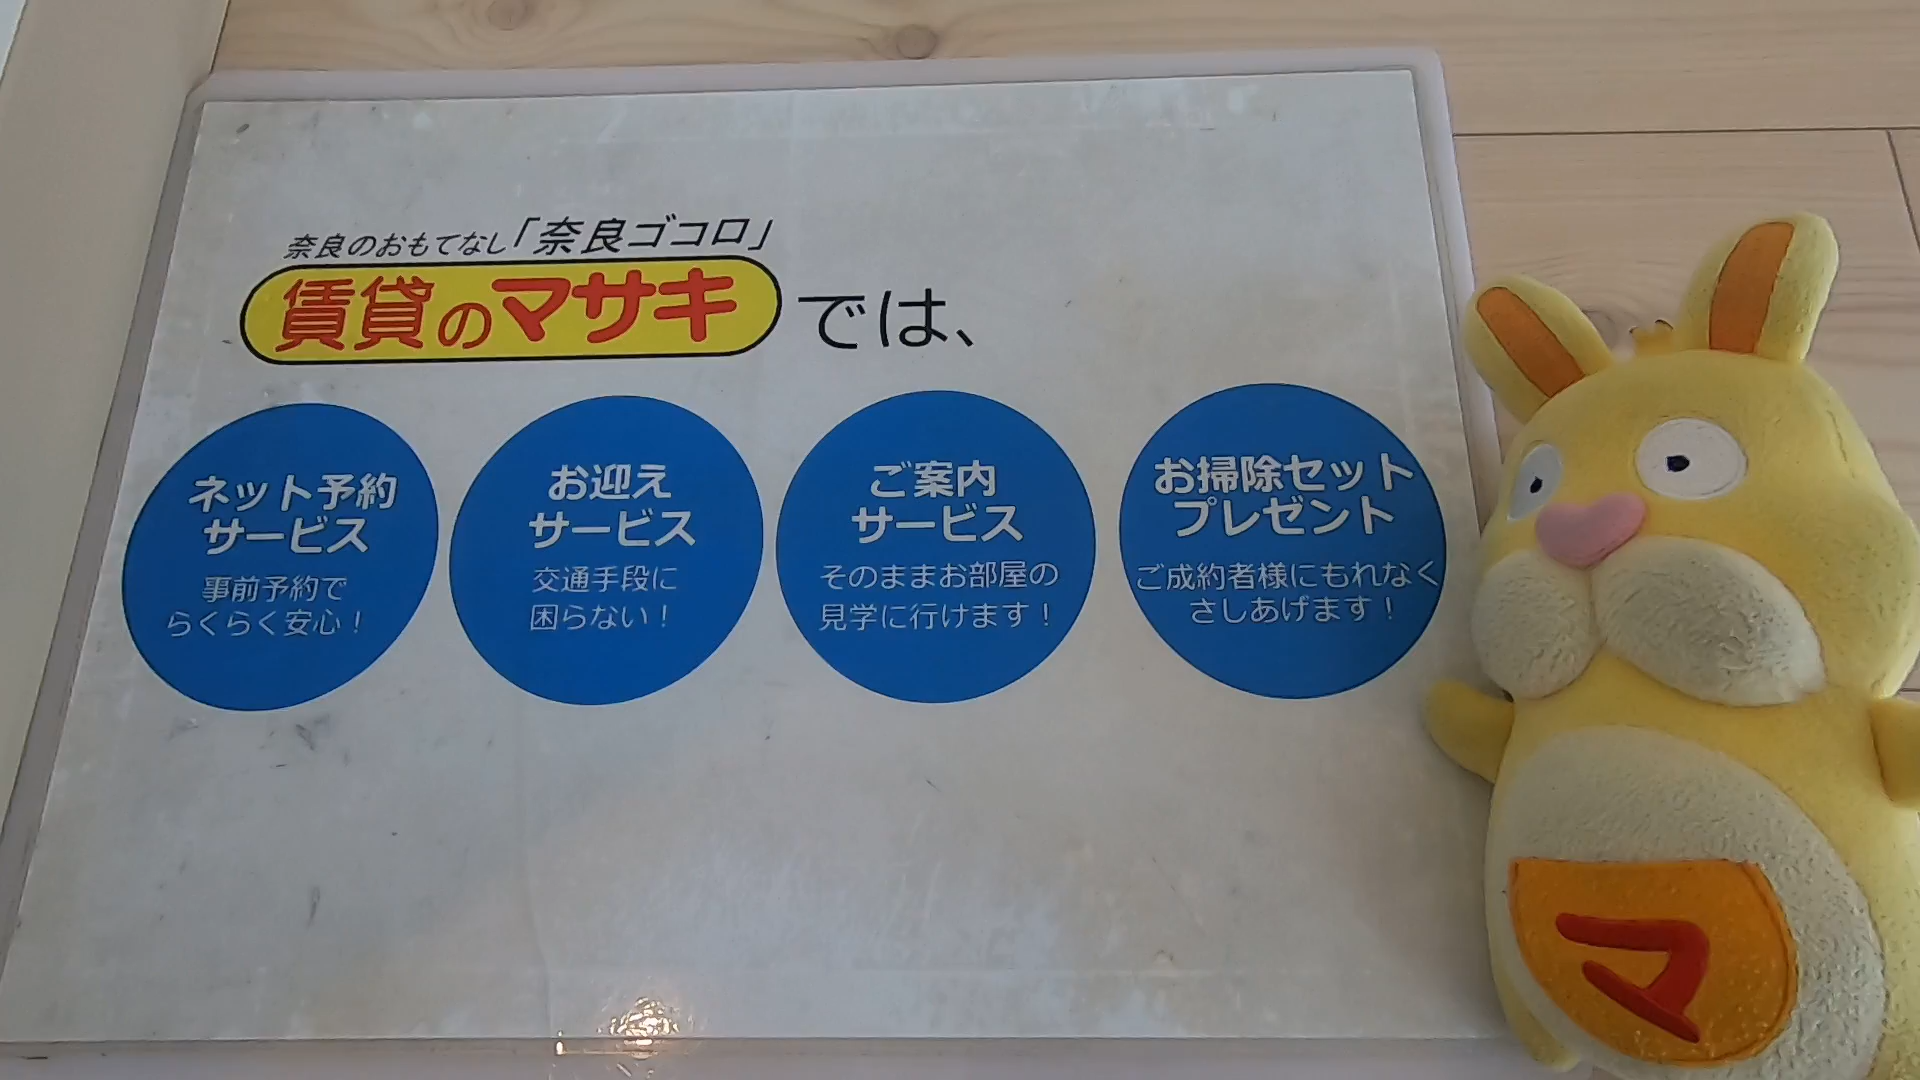 奈良のおもてなし「奈良ゴコロ」
賃貸のマサキでは、
ネット予約
サービス
事前予約で
らくらく安心！
お迎え
サービス
交通手段に
困らない！
ご案内
サービス
そのままお部屋の
見学に行けます！
お掃除セット
プレゼント
ご成約者様にもれなく
さしあげます！
マ